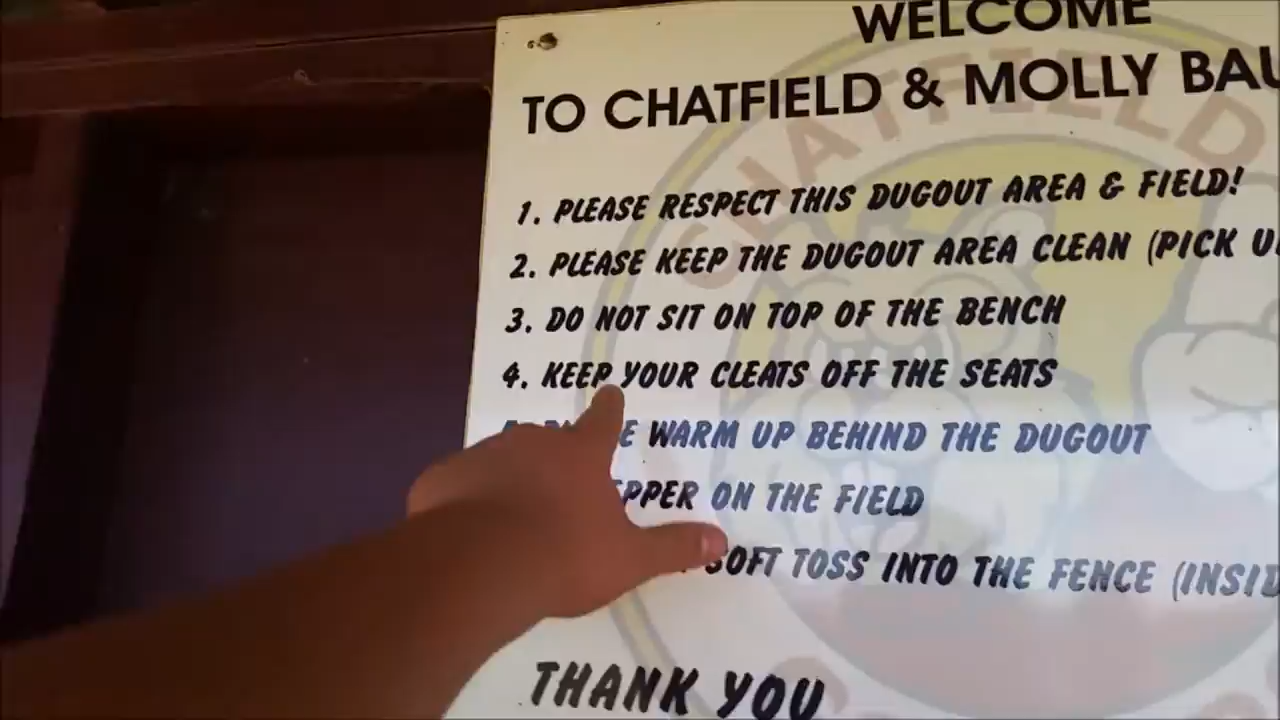 WELCOME
TO CHATFIELD & MOLLY BAU
1. PLEASE RESPECT THIS DUGOUT AREA & FIELD!
2. PLEASE KEEP THE DUGOUT AREA CLEAN (PICK U
3. DO NOT SIT ON TOP OF THE BENCH
4. KEEP YOUR CLEATS OFF THE SEATS
WARM UP BEHIND THE DUGOUT
EPPER ON THE FIELD
SOFT TOSS INTO THE FENCE (INSID
THANK YOU
CHATFIELD